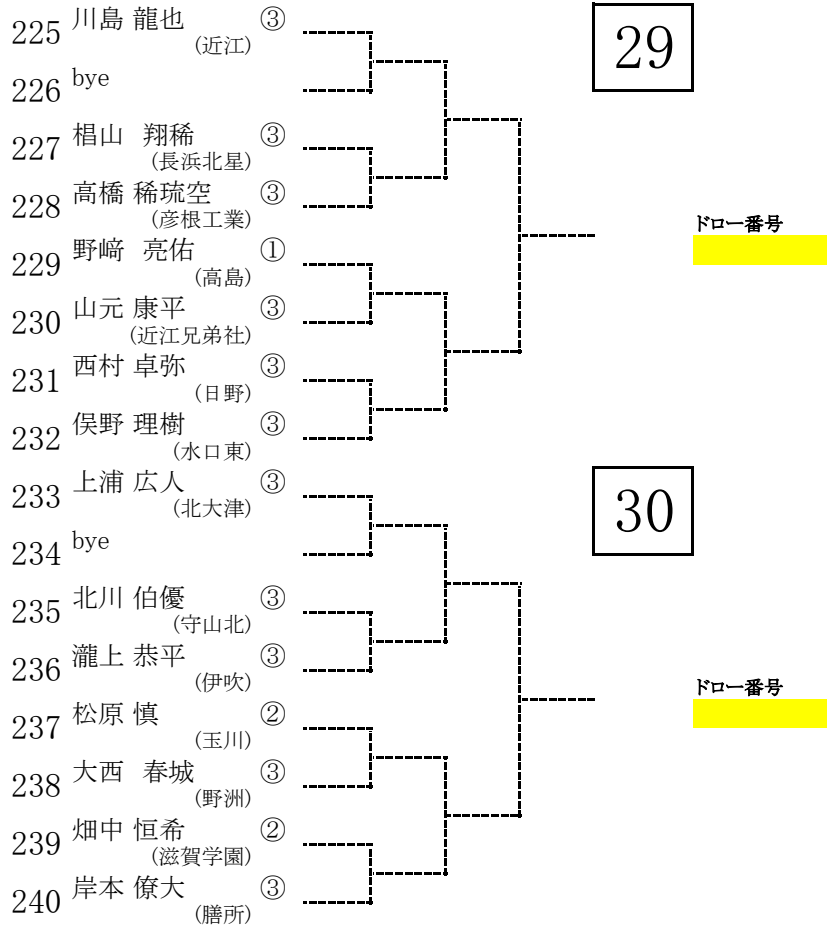 225 川島 龍也 ③
(近江)
29
226 bye
227 椙山 翔稀 ③
(長浜北星)
228 高橋 稀琉空 ③
(彦根工業)
ドロー番号
229 野﨑 亮佑 ①
(高島)
230 山元 康平 ③
(近江兄弟社)
231 西村 卓弥 ③
(日野)
232 俣野 理樹 ③
(水口東)
233 上浦 広人 ③
(北大津)
30
234 bye
235 北川 伯優 ③
(守山北)
236 瀧上 恭平 ③
(伊吹)
ドロー番号
237 松原 慎 ②
(玉川)
238 大西 春城 ③
(野洲)
239 畑中 恒希 ②
(滋賀学園)
240 岸本 僚大 ③
(膳所)